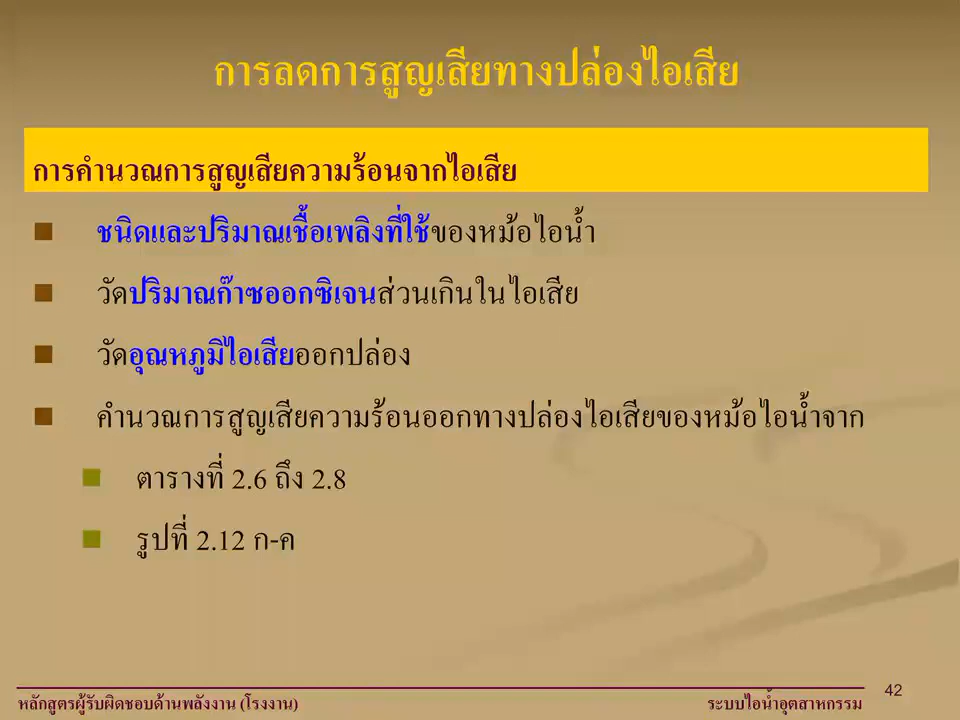 การลดการสูญเสียทางปล่องไอเสีย
การคำนวณการสูญเสียความร้อนจากไอเสีย
ชนิดและปริมาณเชื้อเพลิงที่ใช้ของหม้อไอน้ำ
วัดปริมาณก๊าซออกซิเจนส่วนเกินในไอเสีย
วัดอุณหภูมิไอเสียออกปล่อง
คำนวณการสูญเสียความร้อนออกทางปล่องไอเสียของหม้อไอน้ำจาก
ตารางที่ 2.6 ถึง 2.8
รูปที่ 2.12 ก-ค
หลักสูตรผู้รับผิดชอบด้านพลังงาน (โรงงาน)
ระบบไอน้ำอุตสาหกรรม
42